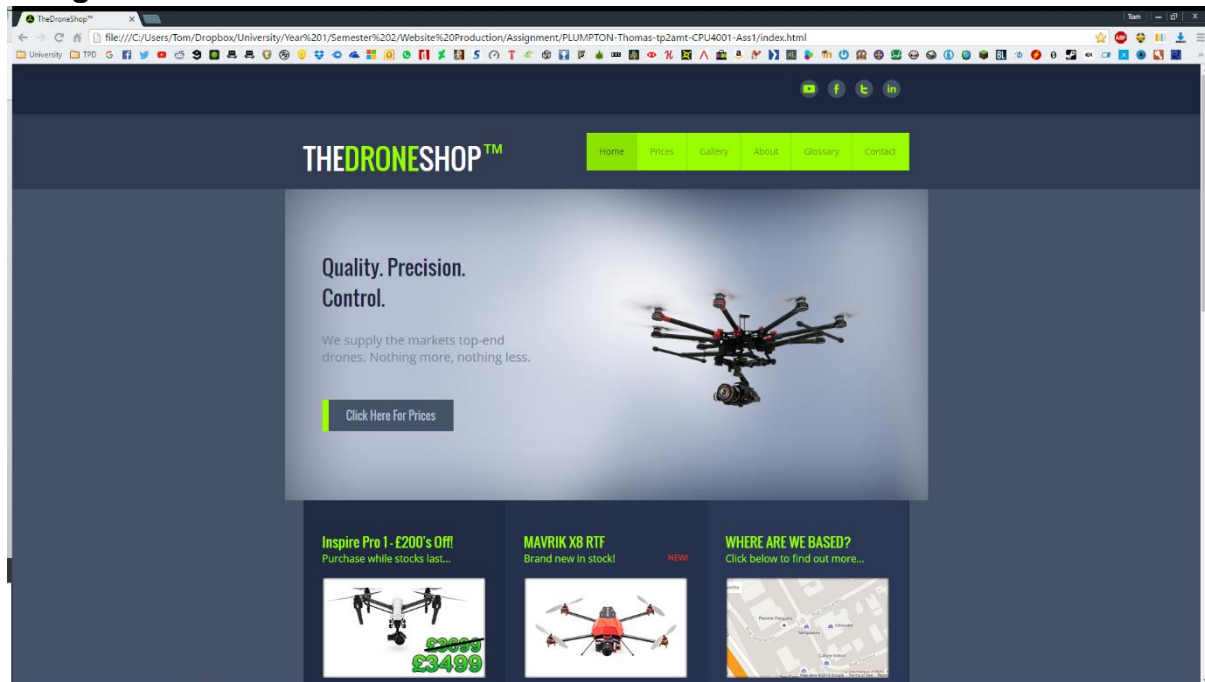 TheDroneShop™
Tom
file:///C:/Users/Tom/Dropbox/University/Year%201/Semester%202/Website%20Production/Assignment/PLUMPTON-Thomas-tp2amt-CPU4001-Ass1/index.html
University TPD
THEDRONESHOP™
Home Prices Gallery About Glossary Contact
Quality. Precision.
Control.
We supply the markets top-end
drones. Nothing more, nothing less.
Click Here For Prices
Inspire Pro 1 - £200's Off!
Purchase while stocks last...
£3699
£3499
MAVRIK X8 RTF
Brand new in stock! NEW!
WHERE ARE WE BASED?
Click below to find out more...